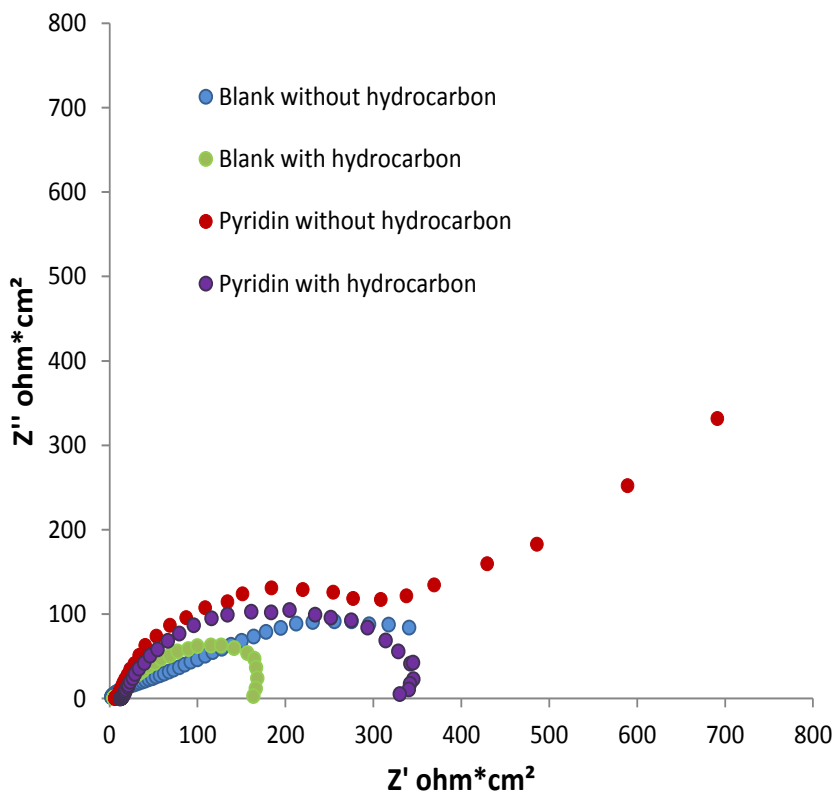 800
700
600
500
400
300
200
100
0
Z'' ohm*cm²
Blank without hydrocarbon
Blank with hydrocarbon
Pyridin without hydrocarbon
Pyridin with hydrocarbon
0 100 200 300 400 500 600 700 800
Z' ohm*cm²